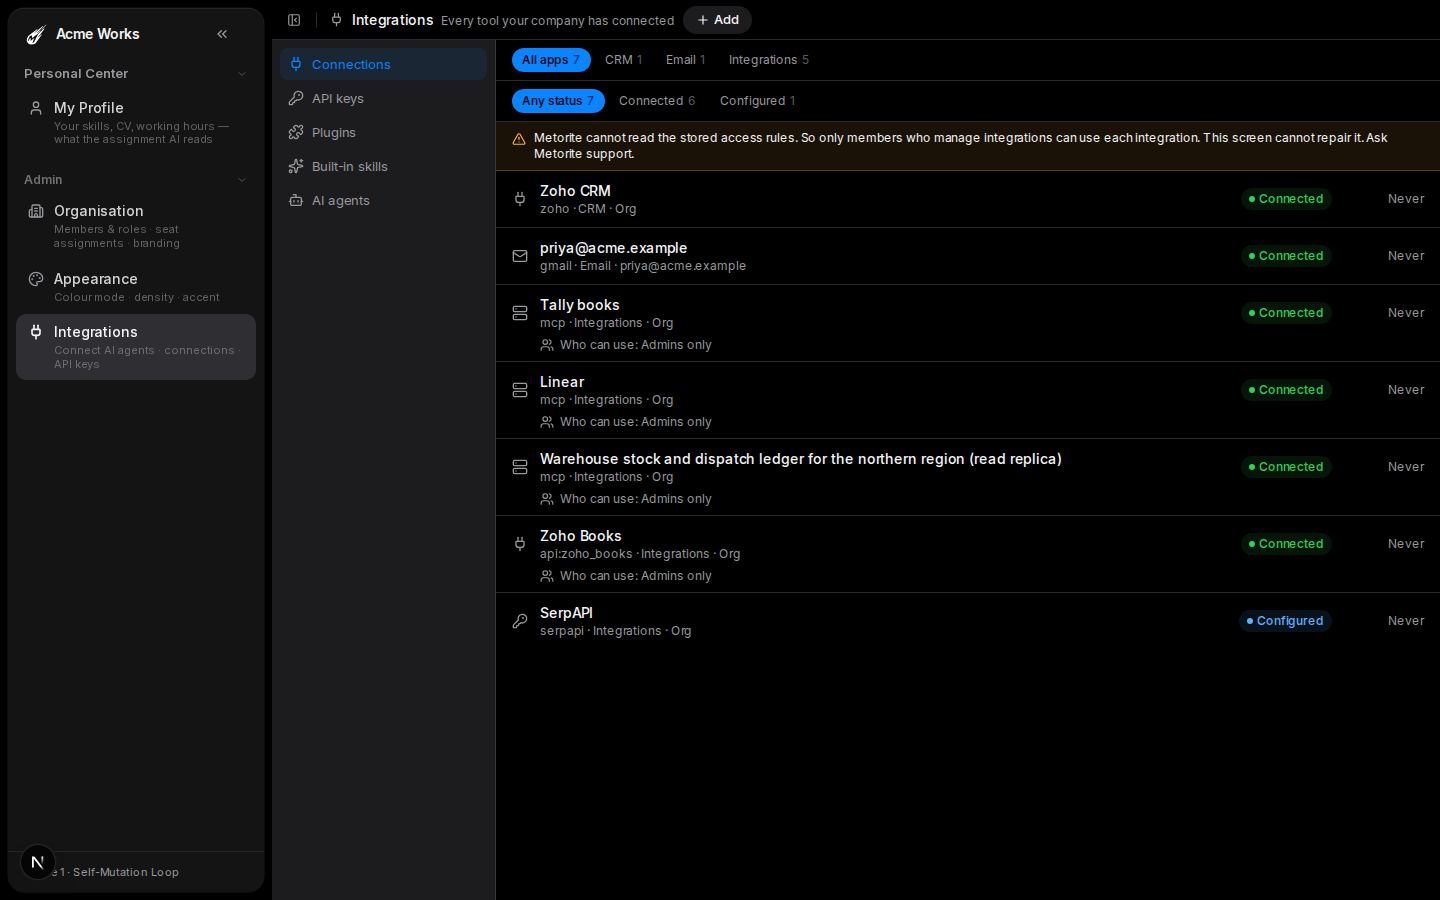 Acme Works
Personal Center
My Profile
Your skills, CV, working hours —
what the assignment AI reads
Admin
Organisation
Members & roles · seat
assignments · branding
Appearance
Colour mode · density · accent
Integrations
Connect AI agents · connections ·
API keys
N
e 1 · Self-Mutation Loop
Integrations Every tool your company has connected Add
Connections
API keys
Plugins
Built-in skills
AI agents
All apps 7 CRM 1 Email 1 Integrations 5
Any status 7 Connected 6 Configured 1
Metorite cannot read the stored access rules. So only members who manage integrations can use each integration. This screen cannot repair it. Ask
Metorite support.
Zoho CRM
zoho · CRM · Org
Connected Never
priya@acme.example
gmail · Email · priya@acme.example
Connected Never
Tally books
mcp · Integrations · Org
Who can use: Admins only
Connected Never
Linear
mcp · Integrations · Org
Who can use: Admins only
Connected Never
Warehouse stock and dispatch ledger for the northern region (read replica)
mcp · Integrations · Org
Who can use: Admins only
Connected Never
Zoho Books
api:zoho_books · Integrations · Org
Who can use: Admins only
Connected Never
SerpAPI
serpapi · Integrations · Org
Configured Never